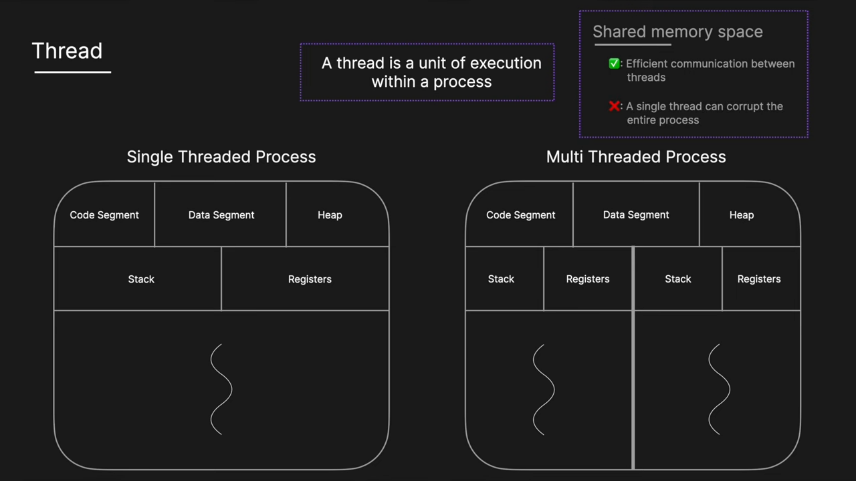 Thread
A thread is a unit of execution
within a process
Shared memory space
✅: Efficient communication between
threads
❌: A single thread can corrupt the
entire process
Single Threaded Process
Code Segment
Data Segment
Heap
Stack
Registers
Multi Threaded Process
Code Segment
Data Segment
Heap
Stack
Registers
Stack
Registers